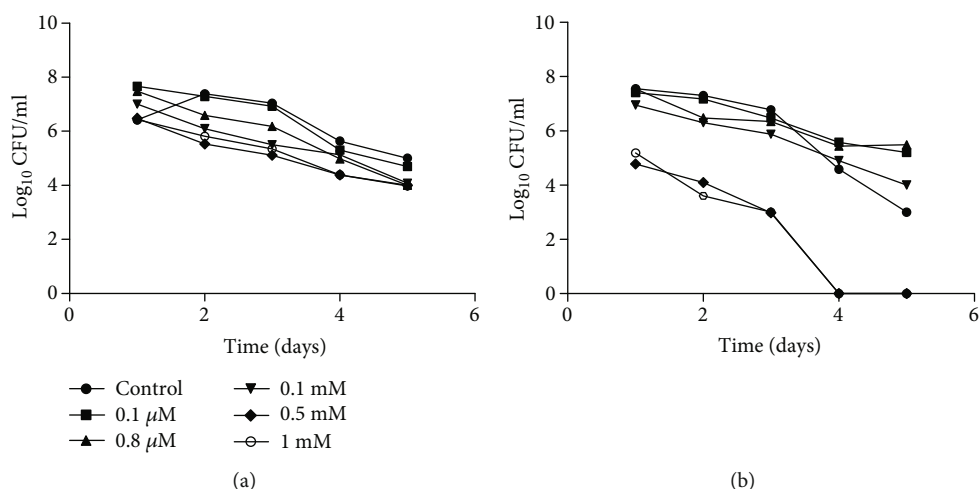 10
8
6
4
2
0
0 2 4 6
Log₁₀ CFU/ml
Time (days)
10
8
6
4
2
0
0 2 4 6
Log₁₀ CFU/ml
Time (days)
Control
0.1 μM
0.8 μM
0.1 mM
0.5 mM
1 mM
(a)
(b)